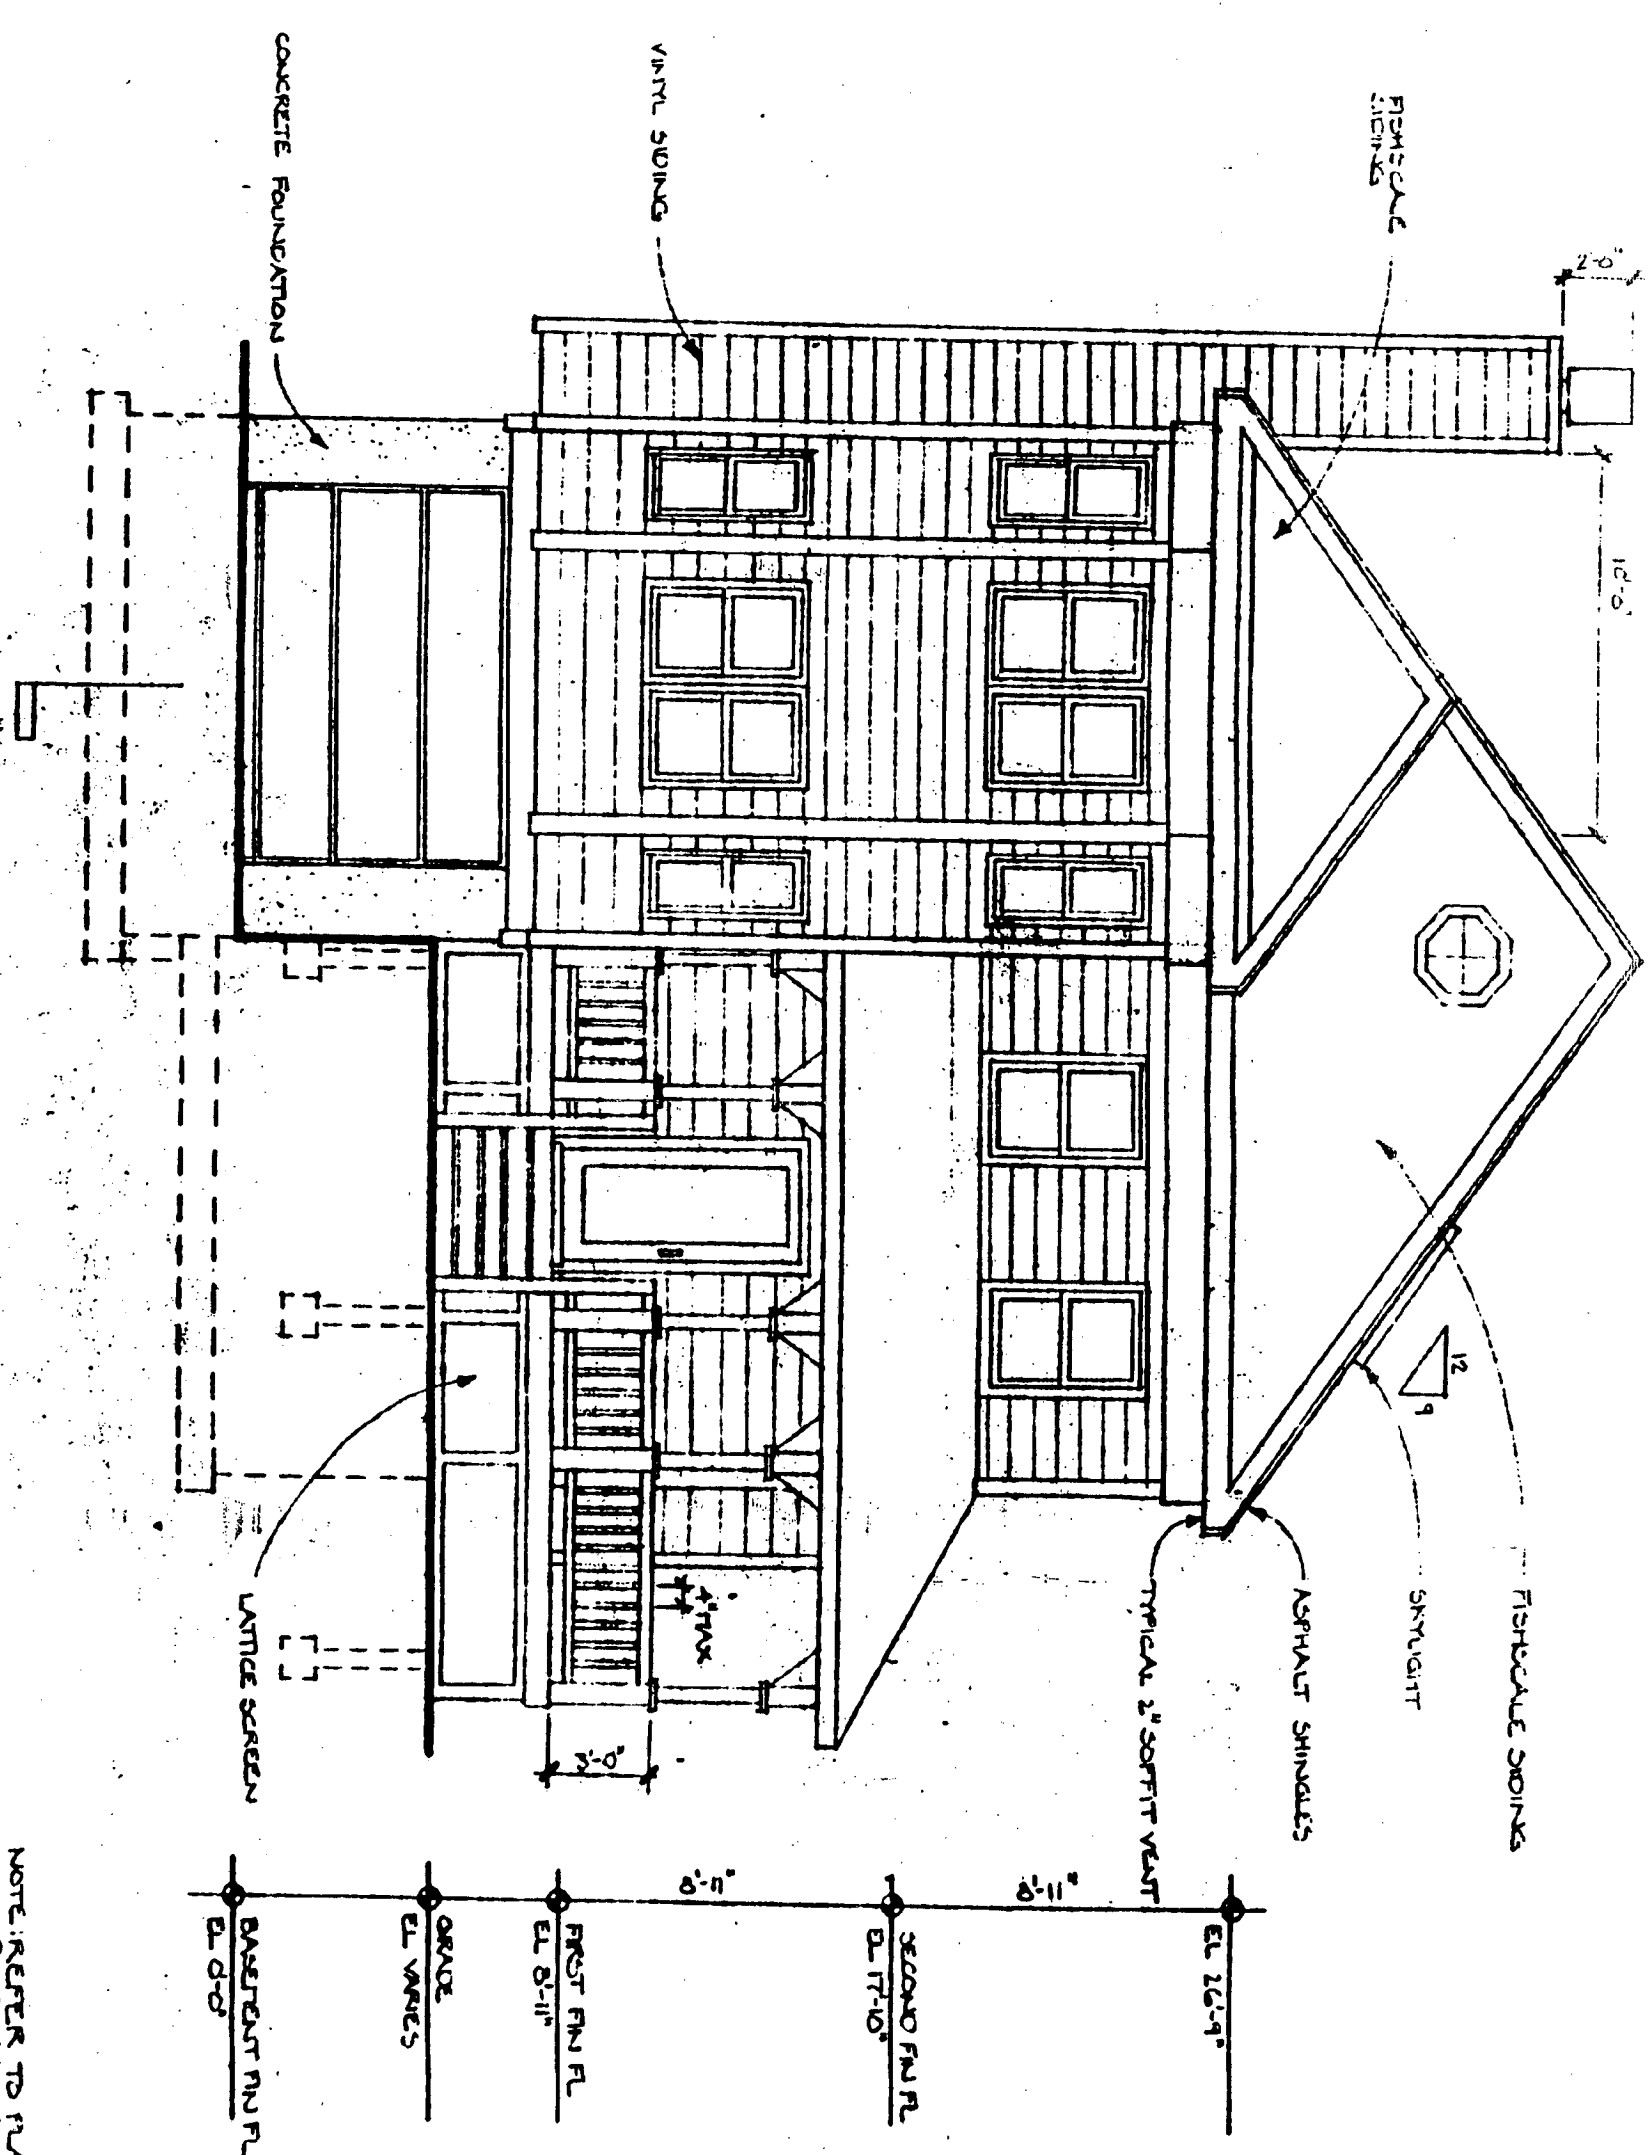 2'-0"
10'-0"
FISHSCALE
SIDING
VINYL SIDING
CONCRETE FOUNDATION
12
9
FISHSCALE SIDING
SKYLIGHT
ASPHALT SHINGLES
TYPICAL 2" SOFFIT VENT
4" MAX
3'-0"
LATTICE SCREEN
EL 26'-9"
8'-11"
SECOND FIN FL
EL 17'-10"
8'-11"
FIRST FIN FL
EL 8'-11"
GRADE
EL VARIES
BASEMENT FIN FL
EL 0'-0"
NOTE: REFER TO